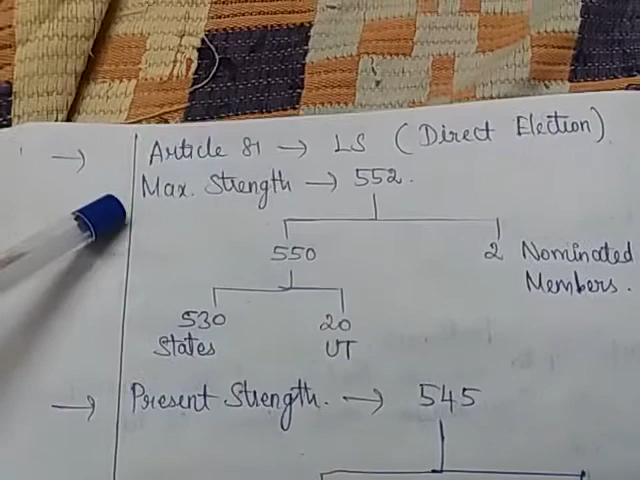 → Article 81 → LS (Direct Election)
Max. Strength → 552.
550 2 Nominated
Members.
530 20
States UT
→ Present Strength. → 545